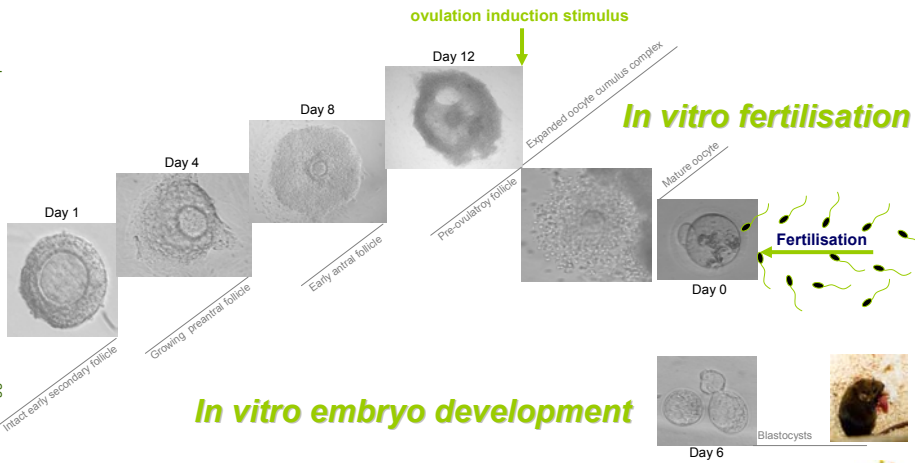 ovulation induction stimulus
Day 12
Expanded oocyte cumulus complex
In vitro fertilisation
Day 8
Day 4
Mature oocyte
Day 1
Pre-ovulatroy follicle
Early antral follicle
Fertilisation
Day 0
Growing preantral follicle
Intact early secondary follicle
In vitro embryo development
Blastocysts
Day 6